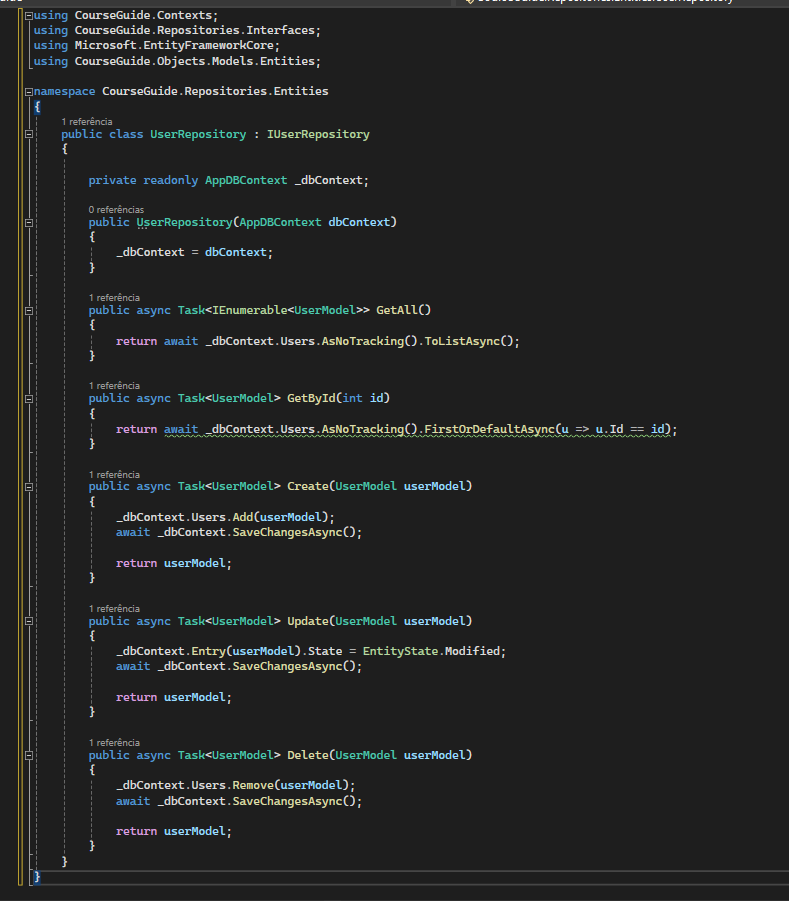 using CourseGuide.Contexts;
using CourseGuide.Repositories.Interfaces;
using Microsoft.EntityFrameworkCore;
using CourseGuide.Objects.Models.Entities;
namespace CourseGuide.Repositories.Entities
{
1 referência
public class UserRepository : IUserRepository
{
private readonly AppDBContext _dbContext;
0 referências
public UserRepository(AppDBContext dbContext)
{
_dbContext = dbContext;
}
1 referência
public async Task<IEnumerable<UserModel>> GetAll()
{
return await _dbContext.Users.AsNoTracking().ToListAsync();
}
1 referência
public async Task<UserModel> GetById(int id)
{
return await _dbContext.Users.AsNoTracking().FirstOrDefaultAsync(u => u.Id == id);
}
1 referência
public async Task<UserModel> Create(UserModel userModel)
{
_dbContext.Users.Add(userModel);
await _dbContext.SaveChangesAsync();
return userModel;
}
1 referência
public async Task<UserModel> Update(UserModel userModel)
{
_dbContext.Entry(userModel).State = EntityState.Modified;
await _dbContext.SaveChangesAsync();
return userModel;
}
1 referência
public async Task<UserModel> Delete(UserModel userModel)
{
_dbContext.Users.Remove(userModel);
await _dbContext.SaveChangesAsync();
return userModel;
}
}
}